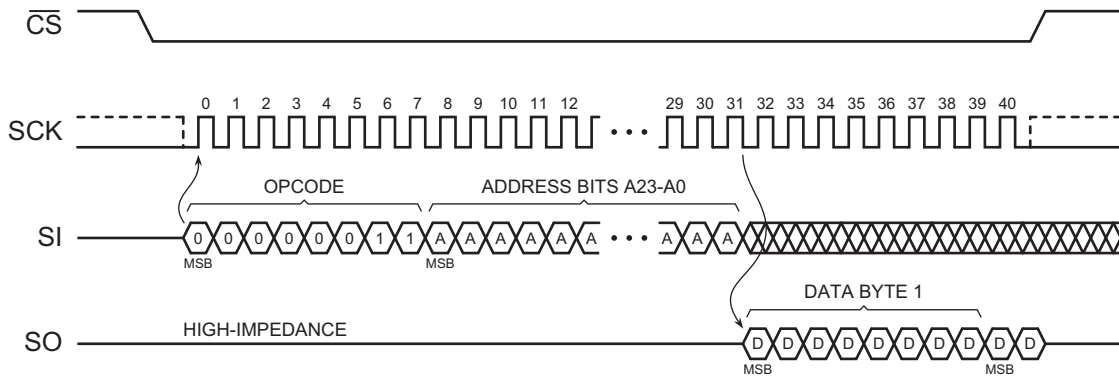 CS
0 1 2 3 4 5 6 7 8 9 10 11 12 29 30 31 32 33 34 35 36 37 38 39 40
SCK
OPCODE ADDRESS BITS A23-A0
SI 0 0 0 0 0 0 1 1 A A A A A A A A A
MSB MSB
DATA BYTE 1
HIGH-IMPEDANCE
SO D D D D D D D D D D
MSB MSB